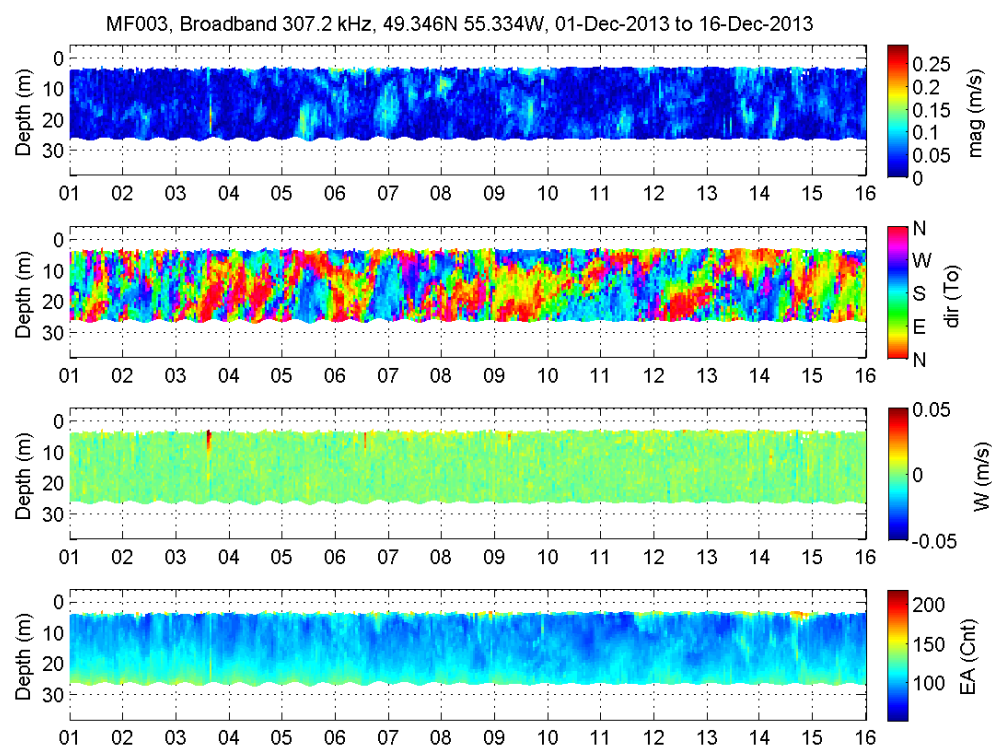 MF003, Broadband 307.2 kHz, 49.346N 55.334W, 01-Dec-2013 to 16-Dec-2013
Depth (m)
0
10
20
30
01 02 03 04 05 06 07 08 09 10 11 12 13 14 15 16
0.25
0.2
0.15
0.1
0.05
0
mag (m/s)
Depth (m)
0
10
20
30
01 02 03 04 05 06 07 08 09 10 11 12 13 14 15 16
N
W
S
E
N
dir (To)
Depth (m)
0
10
20
30
01 02 03 04 05 06 07 08 09 10 11 12 13 14 15 16
0.05
0
-0.05
W (m/s)
Depth (m)
0
10
20
30
01 02 03 04 05 06 07 08 09 10 11 12 13 14 15 16
200
150
100
EA (Cnt)